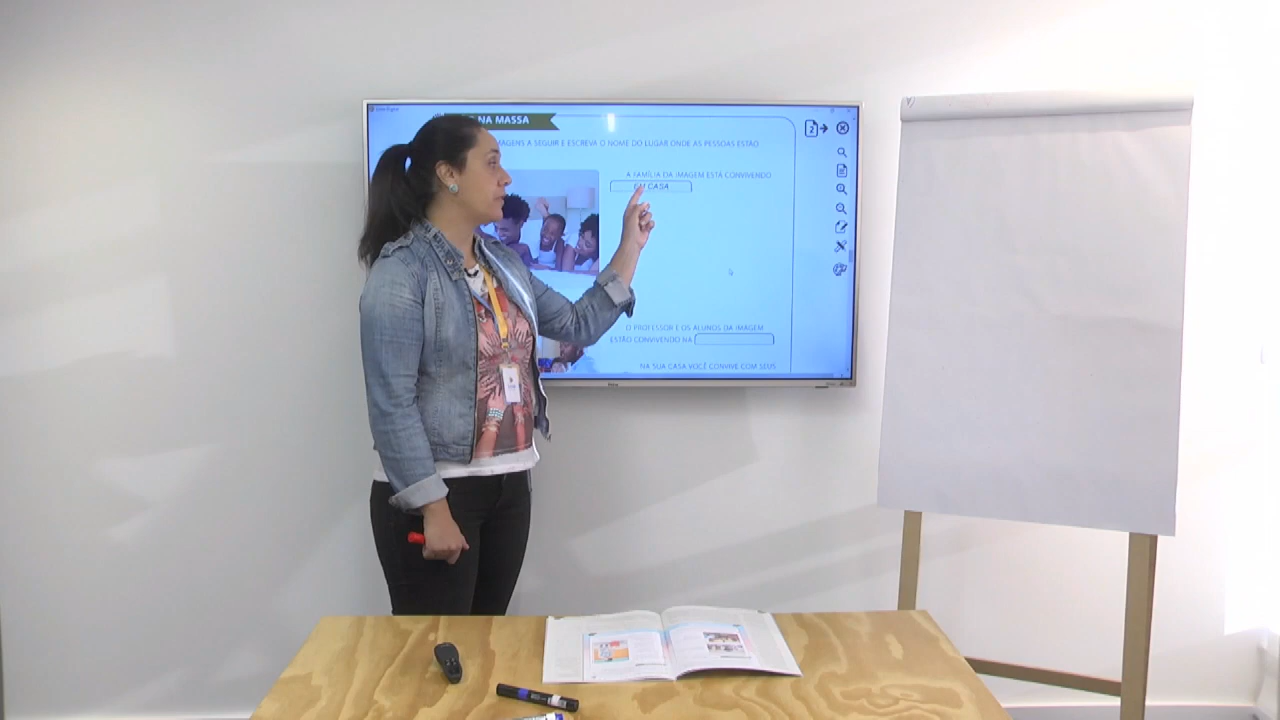 NA MASSA
A SEGUIR E ESCREVA O NOME DO LUGAR ONDE AS PESSOAS ESTÃO
A FAMÍLIA DA IMAGEM ESTÁ CONVIVENDO
EM CASA
O PROFESSOR E OS ALUNOS DA IMAGEM
ESTÃO CONVIVENDO NA
NA SUA CASA VOCÊ CONVIVE COM SEUS